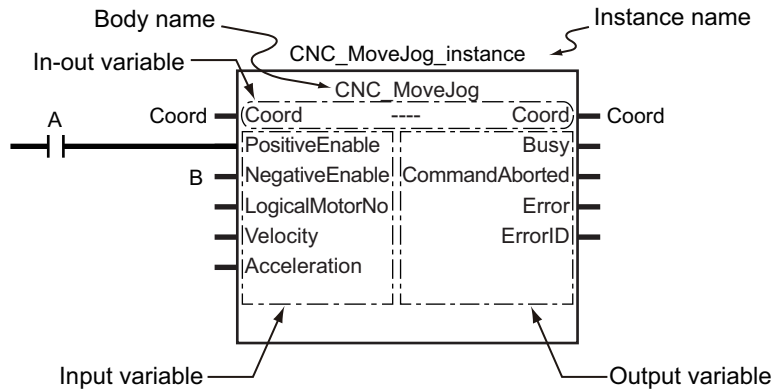 Body name
Instance name
In-out variable
CNC_MoveJog_instance
CNC_MoveJog
Coord Coord ---- Coord Coord
A
PositiveEnable Busy
B NegativeEnable CommandAborted
LogicalMotorNo Error
Velocity ErrorID
Acceleration
Input variable Output variable